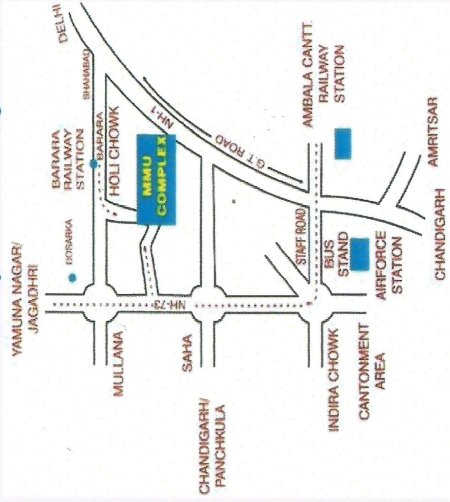 DELHI
SHAHABAD
BARARA
RAILWAY
STATION
BARARA
HOLI CHOWK
NH-1
MMU
COMPLEX
G.T. ROAD
DOSARKA
YAMUNA NAGAR/
JAGADHRI
NH-73
MULLANA
SAHA
CHANDIGARH/
PANCHKULA
AMBALA CANTT.
RAILWAY
STATION
STAFF ROAD
BUS
STAND
AIRFORCE
STATION
INDIRA CHOWK
CANTONMENT
AREA
AMRITSAR
CHANDIGARH